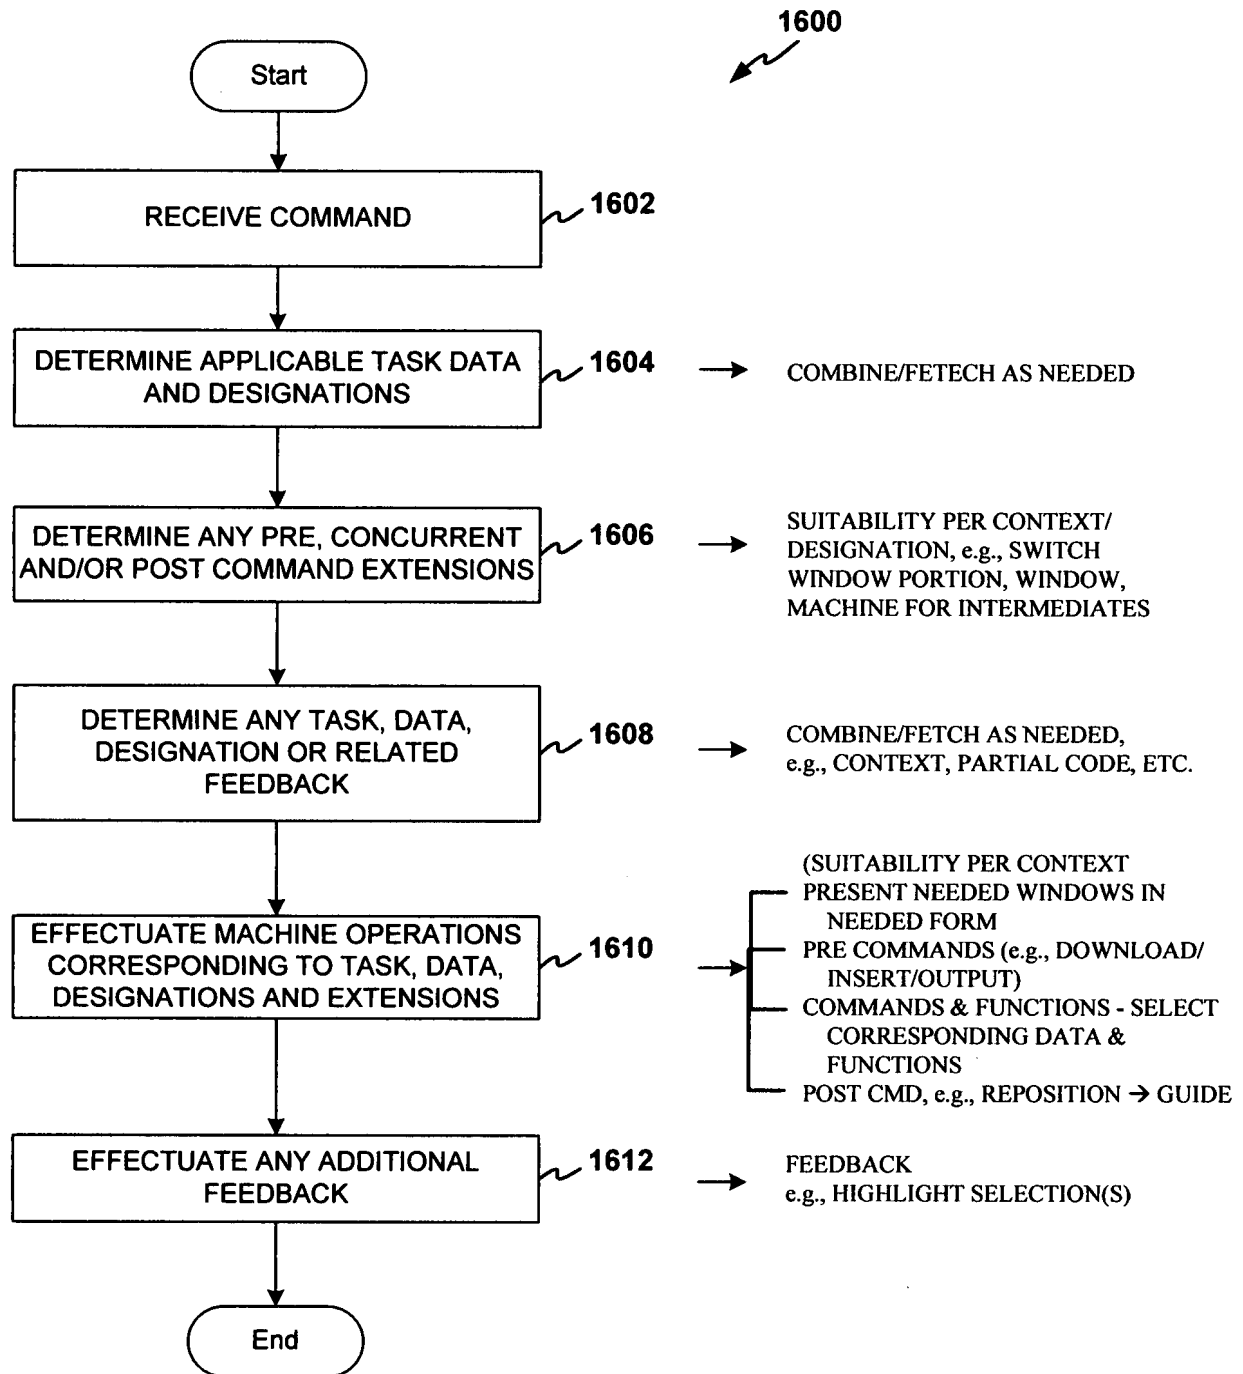 1600
Start
RECEIVE COMMAND
1602
DETERMINE APPLICABLE TASK DATA
AND DESIGNATIONS
1604
COMBINE/FETECH AS NEEDED
DETERMINE ANY PRE, CONCURRENT
AND/OR POST COMMAND EXTENSIONS
1606
SUITABILITY PER CONTEXT/
DESIGNATION, e.g., SWITCH
WINDOW PORTION, WINDOW,
MACHINE FOR INTERMEDIATES
DETERMINE ANY TASK, DATA,
DESIGNATION OR RELATED
FEEDBACK
1608
COMBINE/FETCH AS NEEDED,
e.g., CONTEXT, PARTIAL CODE, ETC.
EFFECTUATE MACHINE OPERATIONS
CORRESPONDING TO TASK, DATA,
DESIGNATIONS AND EXTENSIONS
1610
(SUITABILITY PER CONTEXT
PRESENT NEEDED WINDOWS IN
NEEDED FORM
PRE COMMANDS (e.g., DOWNLOAD/
INSERT/OUTPUT)
COMMANDS & FUNCTIONS - SELECT
CORRESPONDING DATA &
FUNCTIONS
POST CMD, e.g., REPOSITION → GUIDE
EFFECTUATE ANY ADDITIONAL
FEEDBACK
1612
FEEDBACK
e.g., HIGHLIGHT SELECTION(S)
End